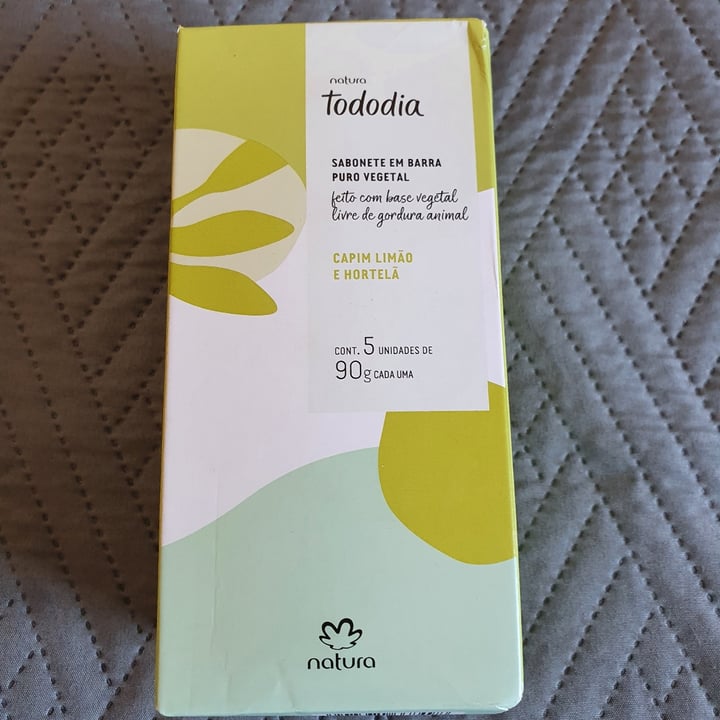 natura
Tododia
SABONETE EM BARRA
PURO VEGETAL
feito com base vegetal
livre de gordura animal
CAPIM LIMÃO
E HORTELÃ
CONT. 5 UNIDADES DE
90g CADA UMA
natura